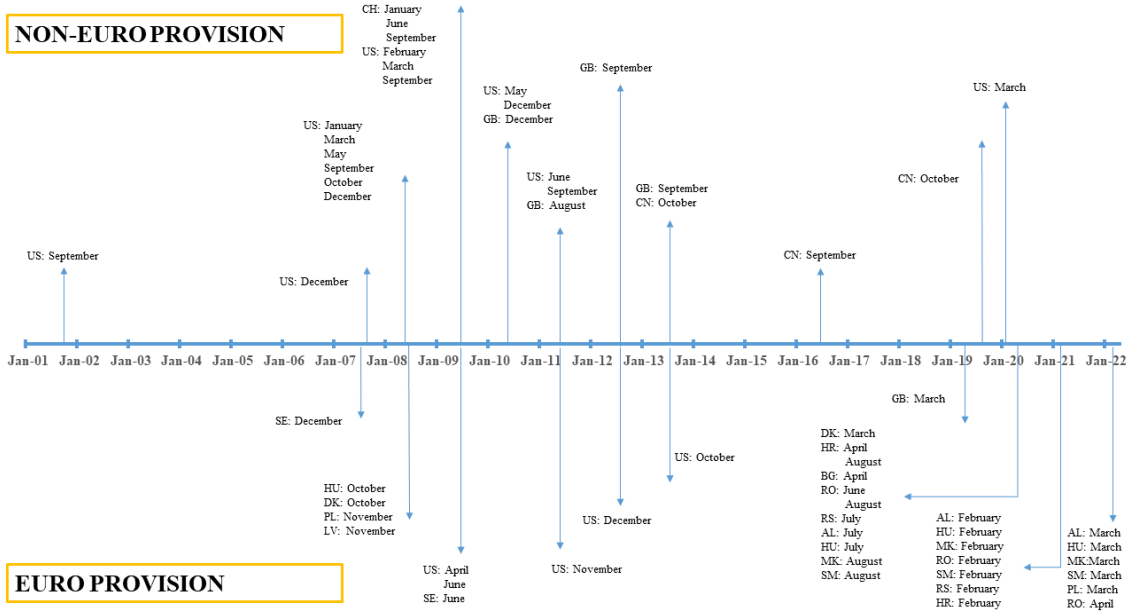 NON-EURO PROVISION
CH: January
June
September
US: February
March
September
GB: September
US: May
December
GB: December
US: March
US: January
March
May
September
October
December
US: June
September
GB: August
GB: September
CN: October
CN: October
US: September
US: December
CN: September
Jan-01 Jan-02 Jan-03 Jan-04 Jan-05 Jan-06 Jan-07 Jan-08 Jan-09 Jan-10 Jan-11 Jan-12 Jan-13 Jan-14 Jan-15 Jan-16 Jan-17 Jan-18 Jan-19 Jan-20 Jan-21 Jan-22
SE: December
GB: March
US: October
HU: October
DK: October
PL: November
LV: November
US: December
DK: March
HR: April
August
BG: April
RO: June
August
RS: July
AL: July
HU: July
MK: August
SM: August
AL: February
HU: February
MK: February
RO: February
SM: February
RS: February
HR: February
AL: March
HU: March
MK:March
SM: March
PL: March
RO: April
US: April
June
SE: June
US: November
EURO PROVISION